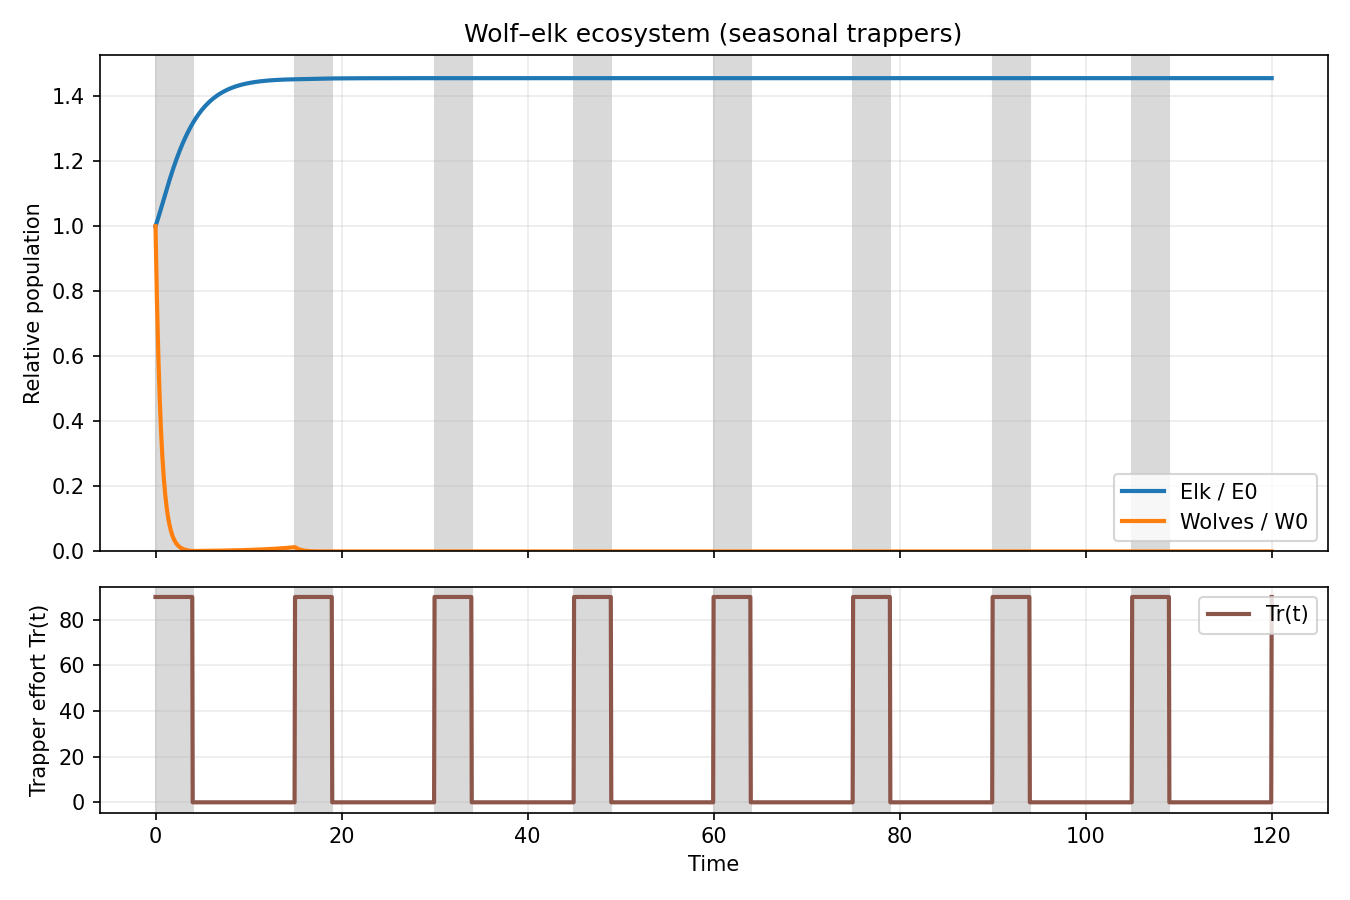 Wolf–elk ecosystem (seasonal trappers)
Relative population
1.4
1.2
1.0
0.8
0.6
0.4
0.2
0.0
Elk / E0
Wolves / W0
Trapper effort Tr(t)
80
60
40
20
0
Tr(t)
0 20 40 60 80 100 120
Time